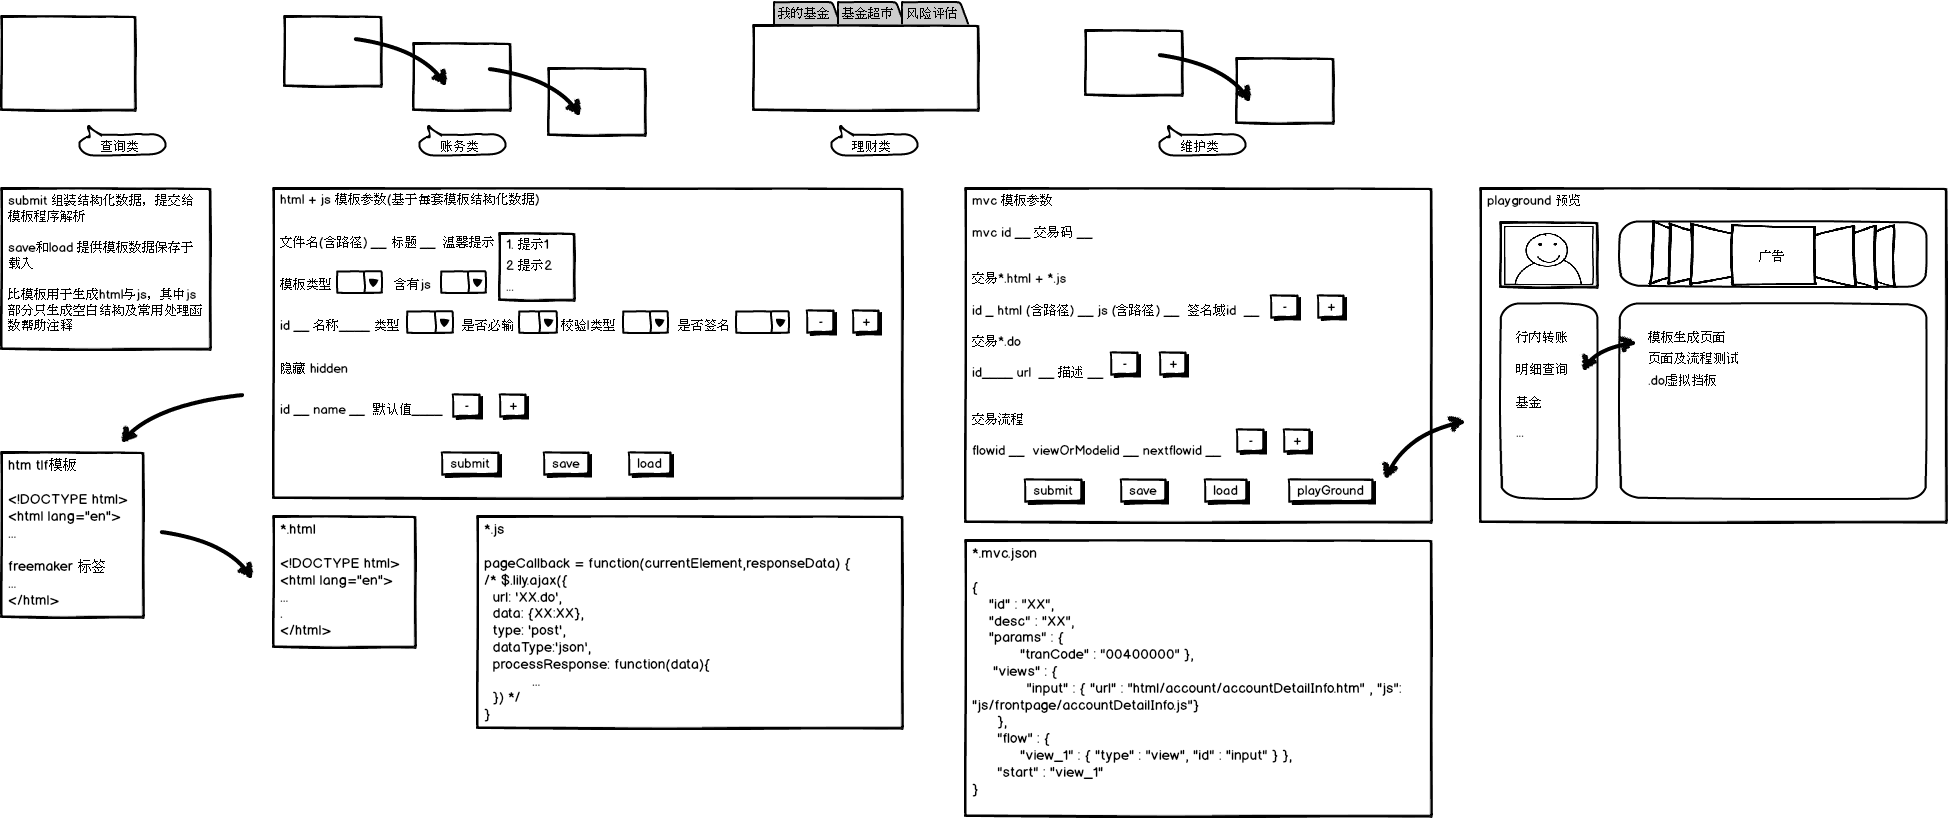 我的基金 基金超市 风险评估
查询类
账务类
理财类
维护类
submit 组装结构化数据，提交给
模板程序解析
save和load 提供模板数据保存于
载入
比模板用于生成html与js，其中js
部分只生成空白结构及常用处理函
数帮助注释
html + js 模板参数(基于每套模板结构化数据)
文件名(含路径) __ 标题 __ 温馨提示
1. 提示1
2. 提示2
...
模板类型 含有js
id __ 名称____ 类型 是否必输 校验l类型 是否签名 - +
隐藏 hidden
id __ name __ 默认值____ - +
submit save load
mvc 模板参数
mvc id __ 交易码 __
交易*.html + *.js
id _ html (含路径) __ js (含路径) __ 签名域id __ - +
交易*.do
id____ url __ 描述 __ - +
交易流程
flowid __ viewOrModelid __ nextflowid __ - +
submit save load playGround
playground 预览
广告
行内转账
明细查询
基金
...
模板生成页面
页面及流程测试
.do虚拟挡板
htm tlf模板
<!DOCTYPE html>
<html lang="en">
...
freemaker 标签
...
</html>
*.html
<!DOCTYPE html>
<html lang="en">
...
.
</html>
*.js
pageCallback = function(currentElement,responseData) {
/* $.lily.ajax({
url: 'XX.do',
data: {XX:XX},
type: 'post',
dataType:'json',
processResponse: function(data){
...
}) */
}
*.mvc.json
{
"id" : "XX",
"desc" : "XX",
"params" : {
"tranCode" : "00400000" },
"views" : {
"input" : { "url" : "html/account/accountDetailInfo.htm" , "js":
"js/frontpage/accountDetailInfo.js"}
},
"flow" : {
"view_1" : { "type" : "view", "id" : "input" } },
"start" : "view_1"
}